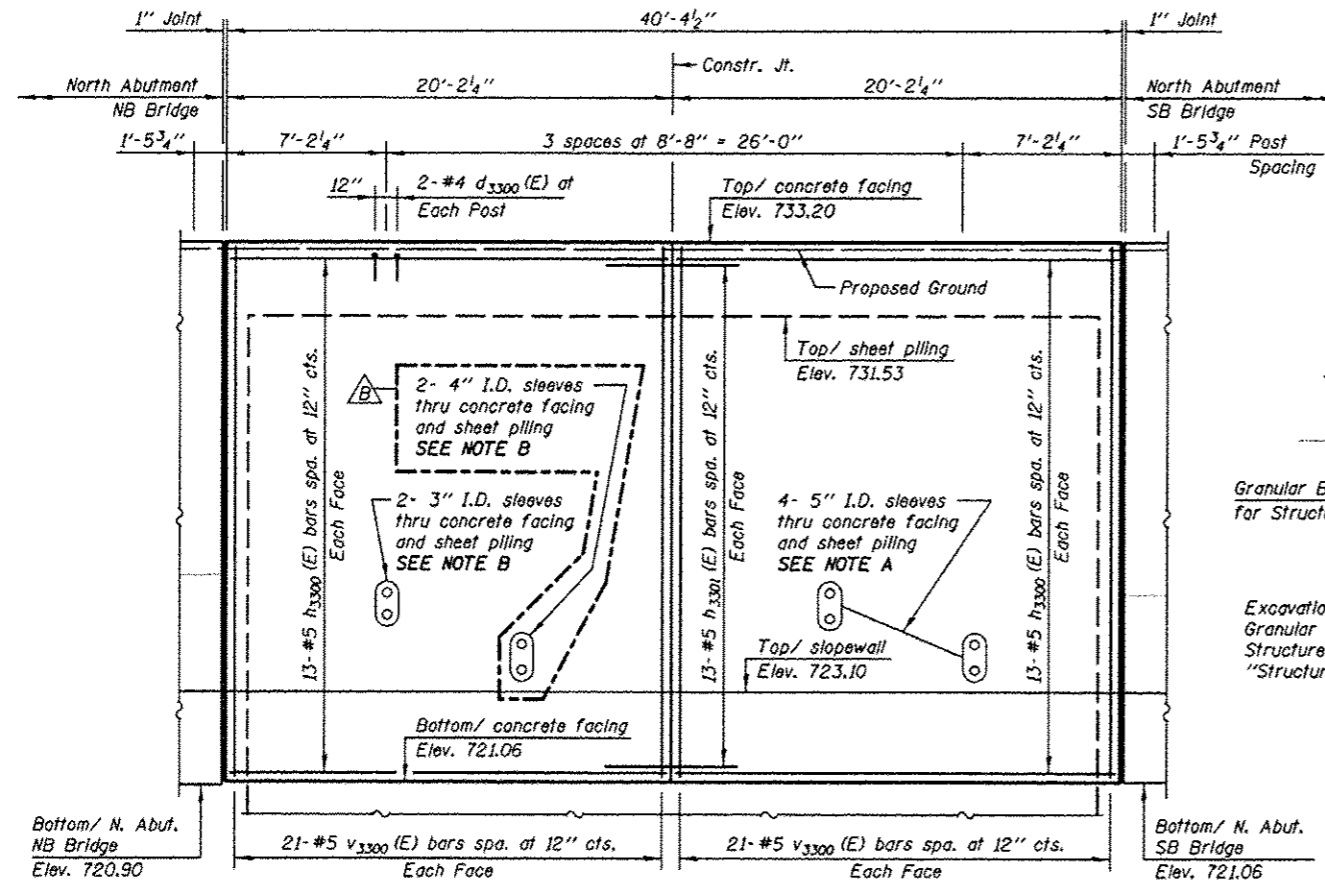 1" Joint
40'-4½"
1" Joint
Constr. Jt.
North Abutment
NB Bridge
20'-2¼"
20'-2¼"
North Abutment
SB Bridge
1'-5¾"
7'-2¼"
3 spaces at 8'-8" = 26'-0"
7'-2¼"
1'-5¾" Post
Spacing
12"
2-#4 d3300(E) at
Each Post
Top/ concrete facing
Elev. 733.20
Proposed Ground
Top/ sheet piling
Elev. 731.53
B
2- 4" I.D. sleeves
thru concrete facing
and sheet piling
SEE NOTE B
2- 3" I.D. sleeves
thru concrete facing
and sheet piling
SEE NOTE B
4- 5" I.D. sleeves
thru concrete facing
and sheet piling
SEE NOTE A
13-#5 h3300(E) bars spa. at 12" cts.
Each Face
13-#5 h3301(E) bars spa. at 12" cts.
Each Face
13-#5 h3300(E) bars spa. at 12" cts.
Each Face
Granular
for
Granular
Structure
Top/ slopewall
Elev. 723.10
Bottom/ concrete facing
Elev. 721.06
Bottom/ N. Abut.
NB Bridge
Elev. 720.90
21-#5 v3300(E) bars spa. at 12" cts.
Each Face
21-#5 v3300(E) bars spa. at 12" cts.
Each Face
Bottom/ N. Abut.
SB Bridge
Elev. 721.06